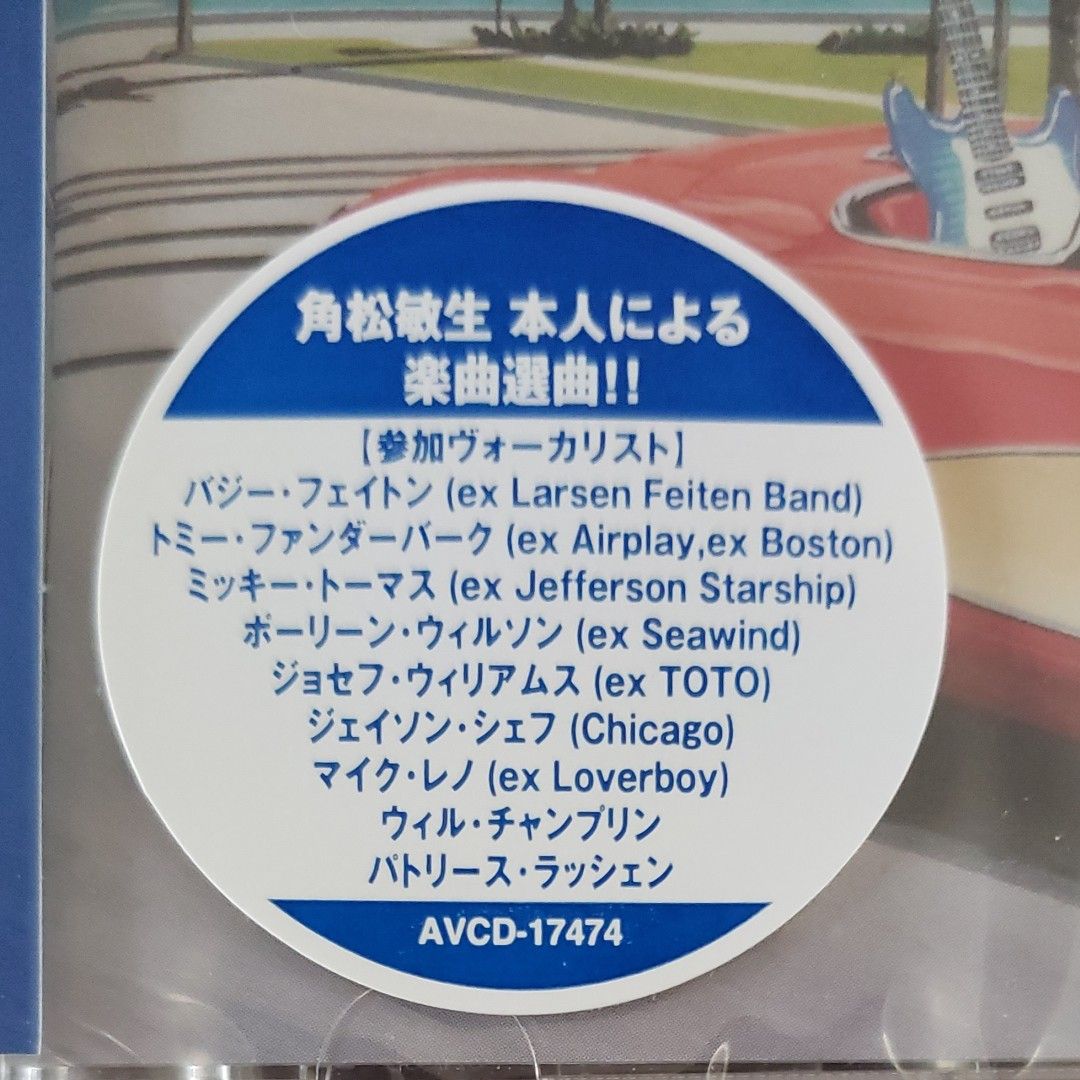 角松敏生 本人による
楽曲選曲!!
【参加ヴォーカリスト】
バジー・フェイトン (ex Larsen Feiten Band)
トミー・ファンダーバーク (ex Airplay,ex Boston)
ミッキー・トーマス (ex Jefferson Starship)
ポーリーン・ウィルソン (ex Seawind)
ジョセフ・ウィリアムス (ex TOTO)
ジェイソン・シェフ (Chicago)
マイク・レノ (ex Loverboy)
ウィル・チャンプリン
パトリース・ラッシェン
AVCD-17474